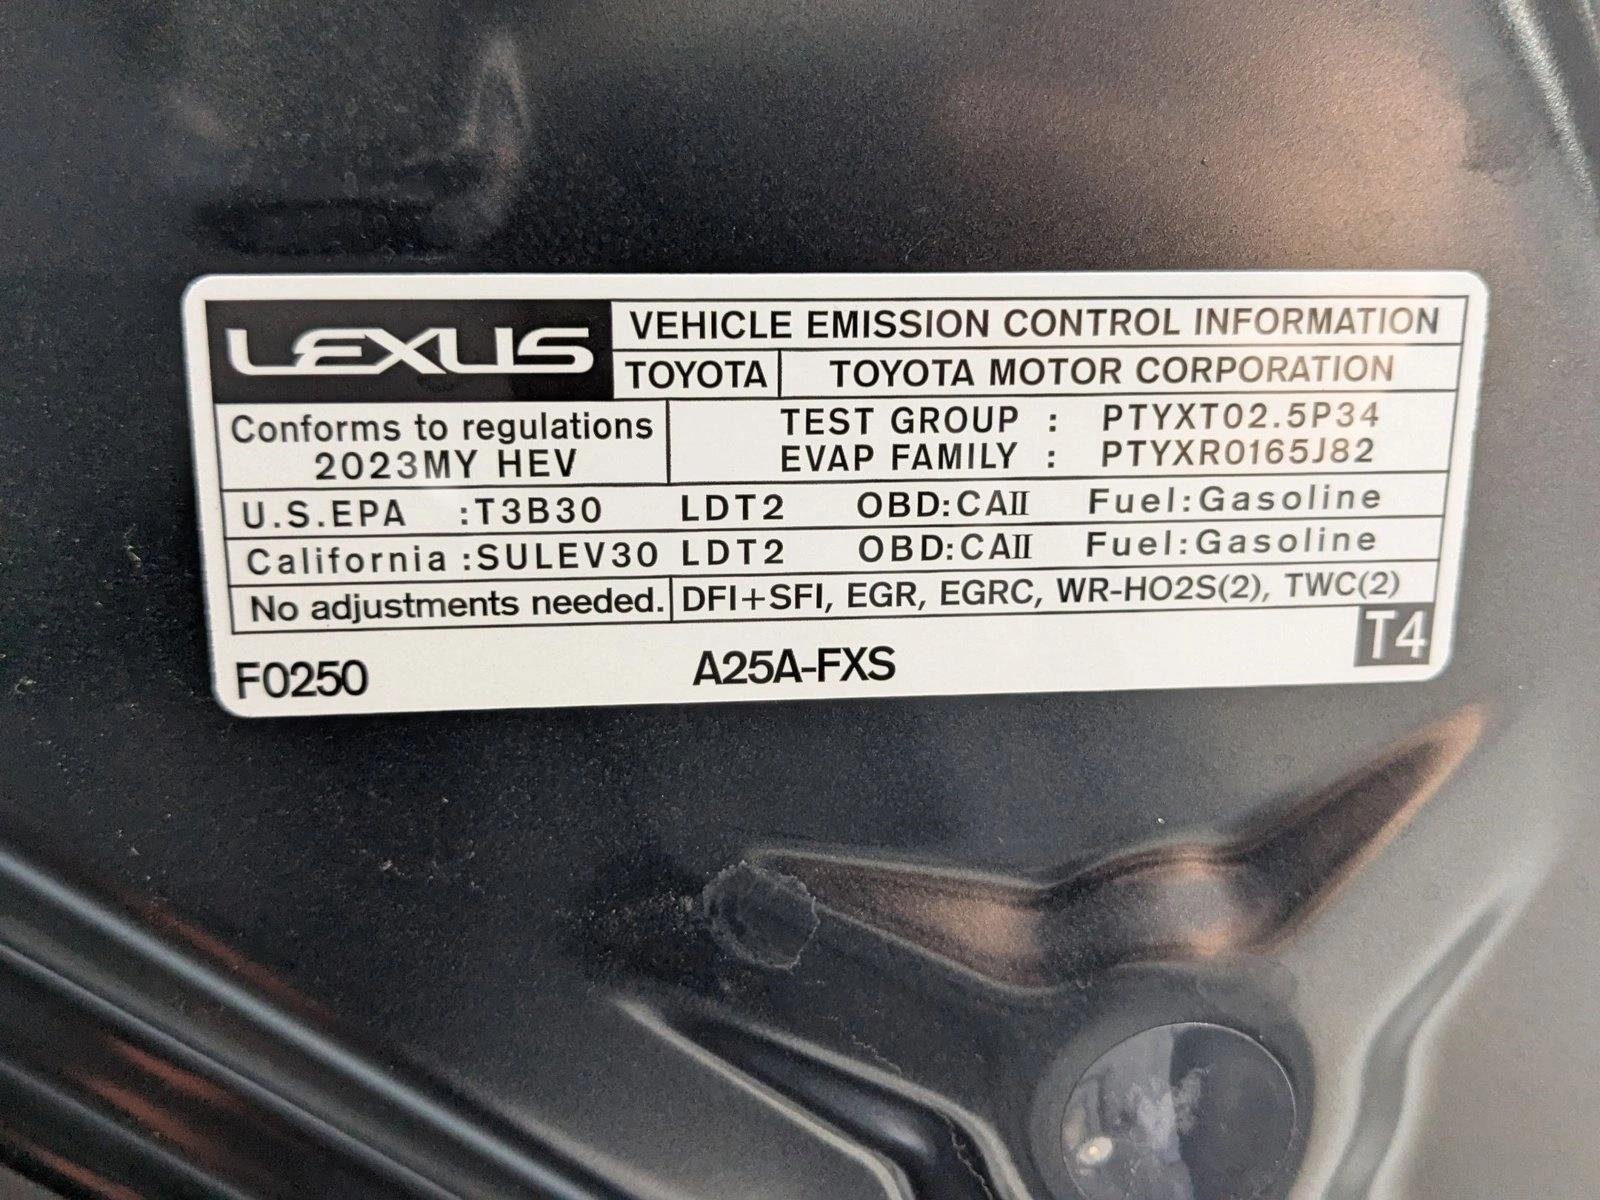 LEXUS
VEHICLE EMISSION CONTROL INFORMATION
TOYOTA TOYOTA MOTOR CORPORATION
Conforms to regulations
2023MY HEV
TEST GROUP : PTYXT02.5P34
EVAP FAMILY : PTYXR0165J82
U.S.EPA :T3B30 LDT2 OBD:CAII Fuel:Gasoline
California :SULEV30 LDT2 OBD:CAII Fuel:Gasoline
No adjustments needed. DFI+SFI, EGR, EGRC, WR-HO2S(2), TWC(2)
T4
F0250 A25A-FXS